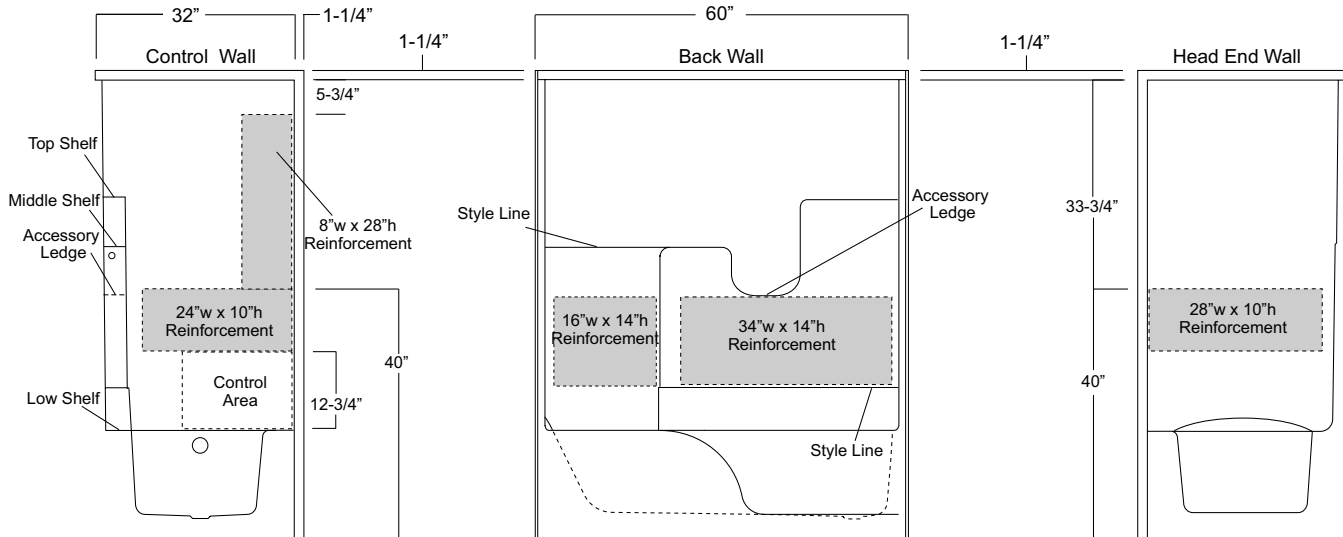 32”
1-1/4”
60”
Control Wall
1-1/4”
Back Wall
1-1/4”
Head End Wall
5-3/4”
Top Shelf
Middle Shelf
Accessory
Ledge
8”w x 28”h
Reinforcement
Style Line
Accessory
Ledge
33-3/4”
24”w x 10”h
Reinforcement
16”w x 14”h
Reinforcement
34”w x 14”h
Reinforcement
28”w x 10”h
Reinforcement
40”
40”
Control
Area
12-3/4”
Low Shelf
Style Line